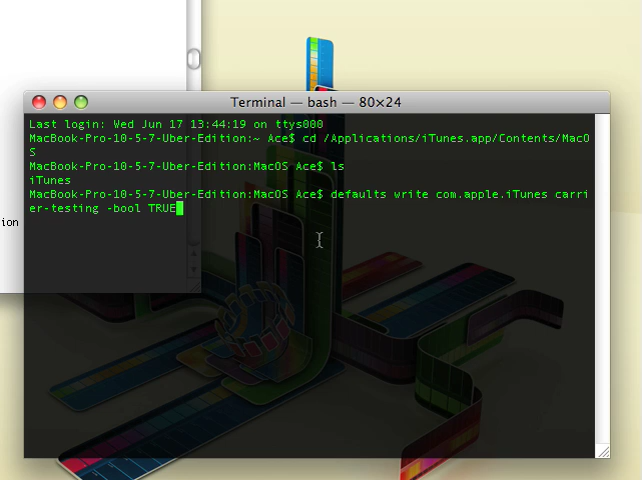 Terminal — bash — 80×24
Last login: Wed Jun 17 13:44:19 on ttys000
MacBook-Pro-10-5-7-Uber-Edition:~ Ace$ cd /Applications/iTunes.app/Contents/MacO
S
MacBook-Pro-10-5-7-Uber-Edition:MacOS Ace$ ls
iTunes
MacBook-Pro-10-5-7-Uber-Edition:MacOS Ace$ defaults write com.apple.iTunes carri
er-testing -bool TRUE
ion